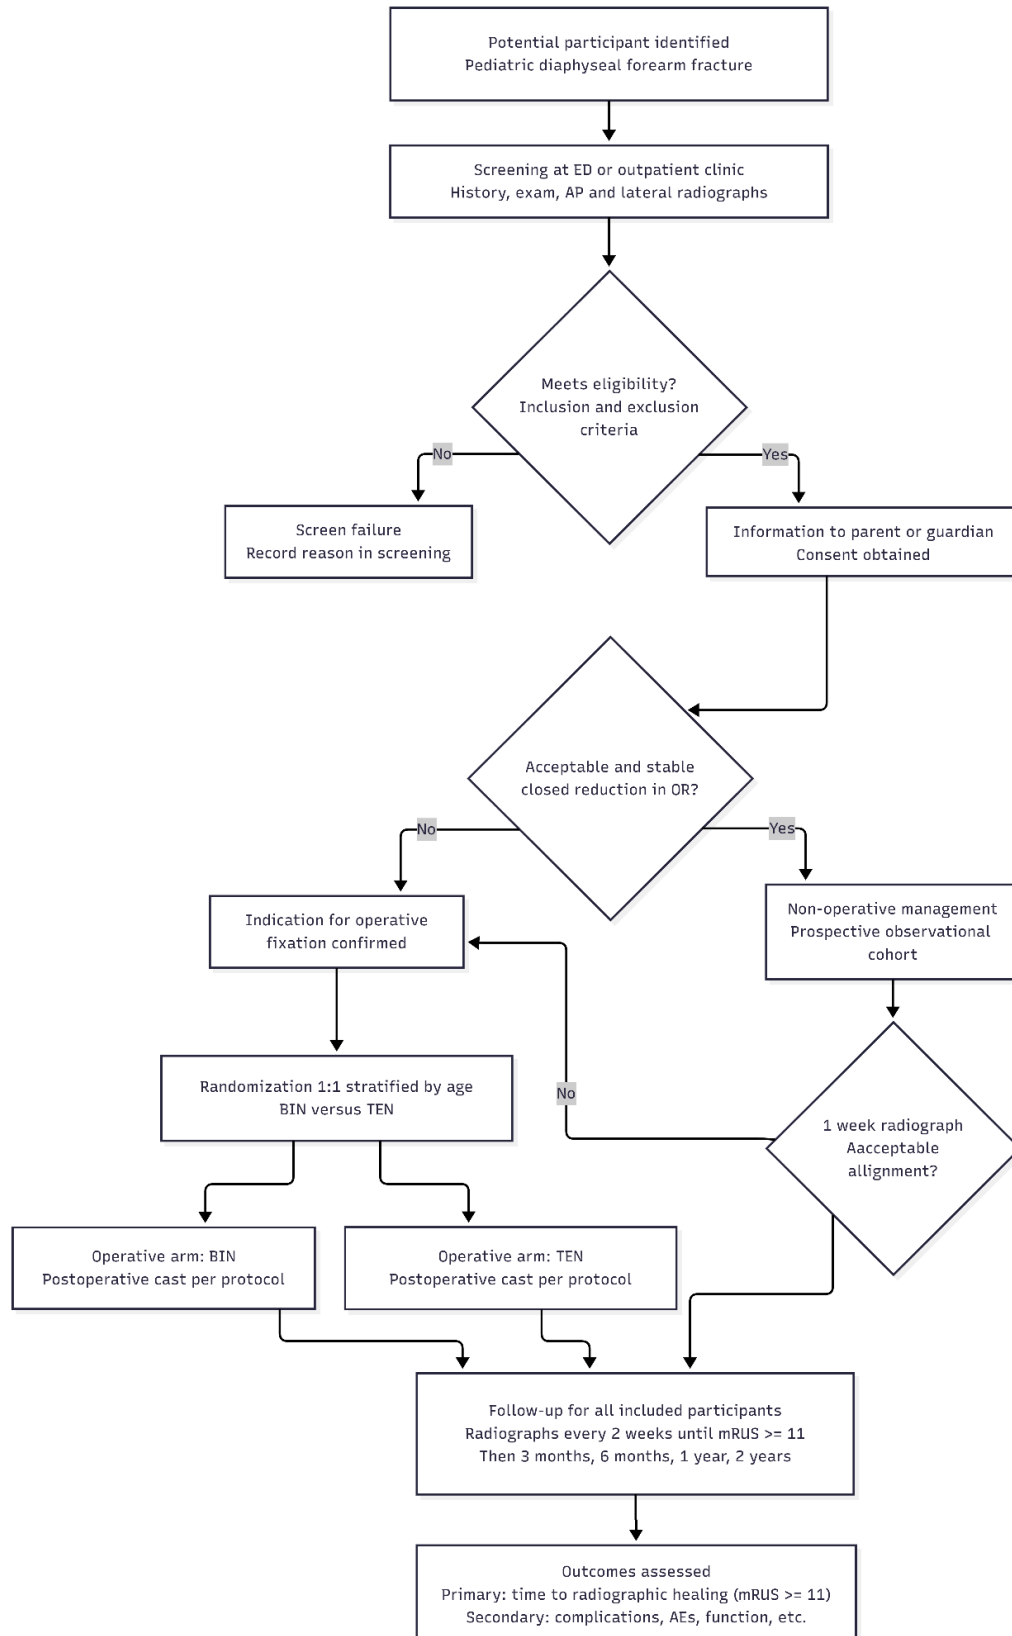 Potential participant identified
Pediatric diaphyseal forearm fracture
Screening at ED or outpatient clinic
History, exam, AP and lateral radiographs
Meets eligibility?
Inclusion and exclusion
criteria
No
Yes
Screen failure
Record reason in screening
Information to parent or guardian
Consent obtained
Acceptable and stable
closed reduction in OR?
No
Yes
Indication for operative
fixation confirmed
Non-operative management
Prospective observational
cohort
Randomization 1:1 stratified by age
BIN versus TEN
No
1 week radiograph
Aacceptable
allignment?
Operative arm: BIN
Postoperative cast per protocol
Operative arm: TEN
Postoperative cast per protocol
Follow-up for all included participants
Radiographs every 2 weeks until mRUS >= 11
Then 3 months, 6 months, 1 year, 2 years
Outcomes assessed
Primary: time to radiographic healing (mRUS >= 11)
Secondary: complications, AEs, function, etc.